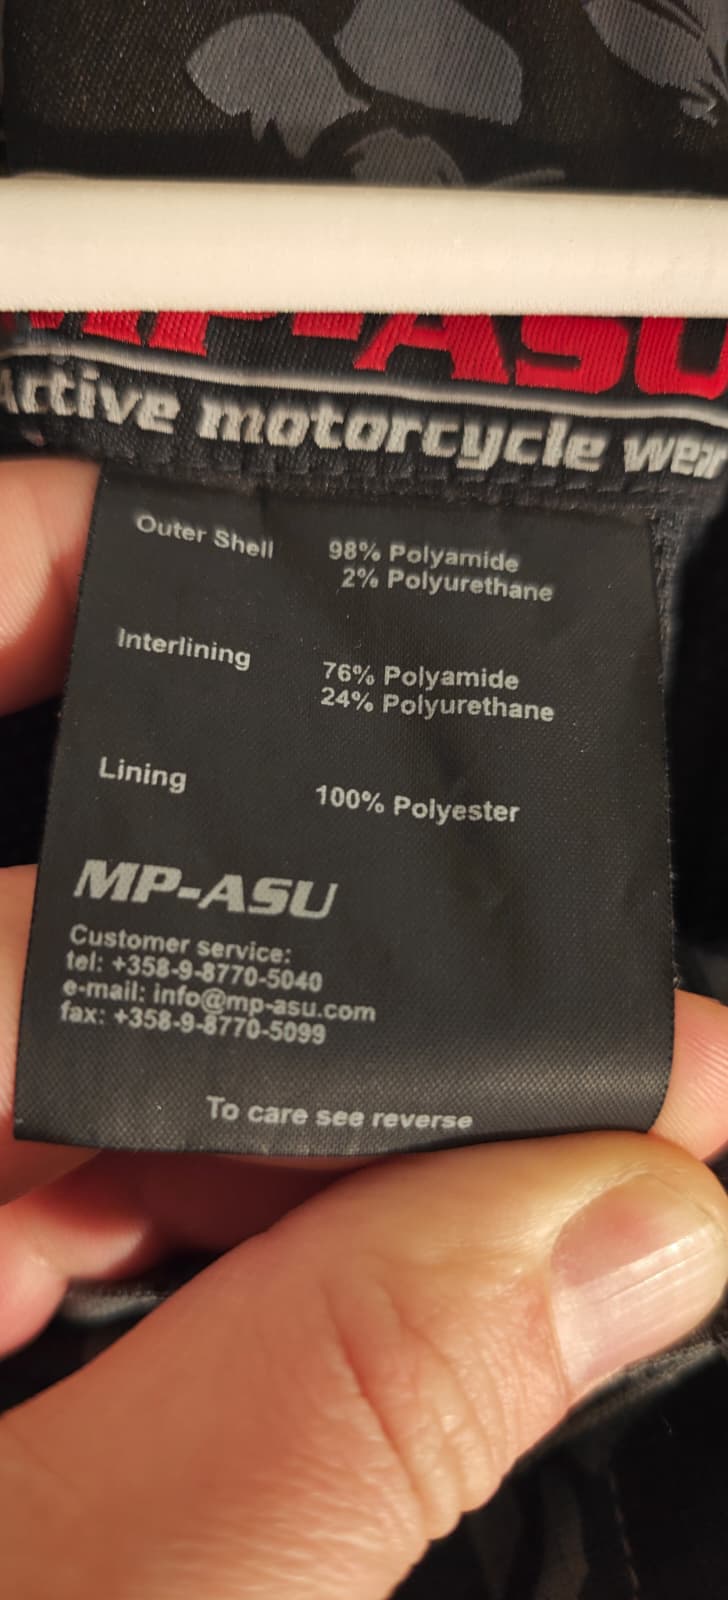 MP-ASU
Active motorcycle wear
Outer Shell 98% Polyamide
2% Polyurethane
Interlining 76% Polyamide
24% Polyurethane
Lining 100% Polyester
MP-ASU
Customer service:
tel: +358-9-8770-5040
e-mail: info@mp-asu.com
fax: +358-9-8770-5099
To care see reverse